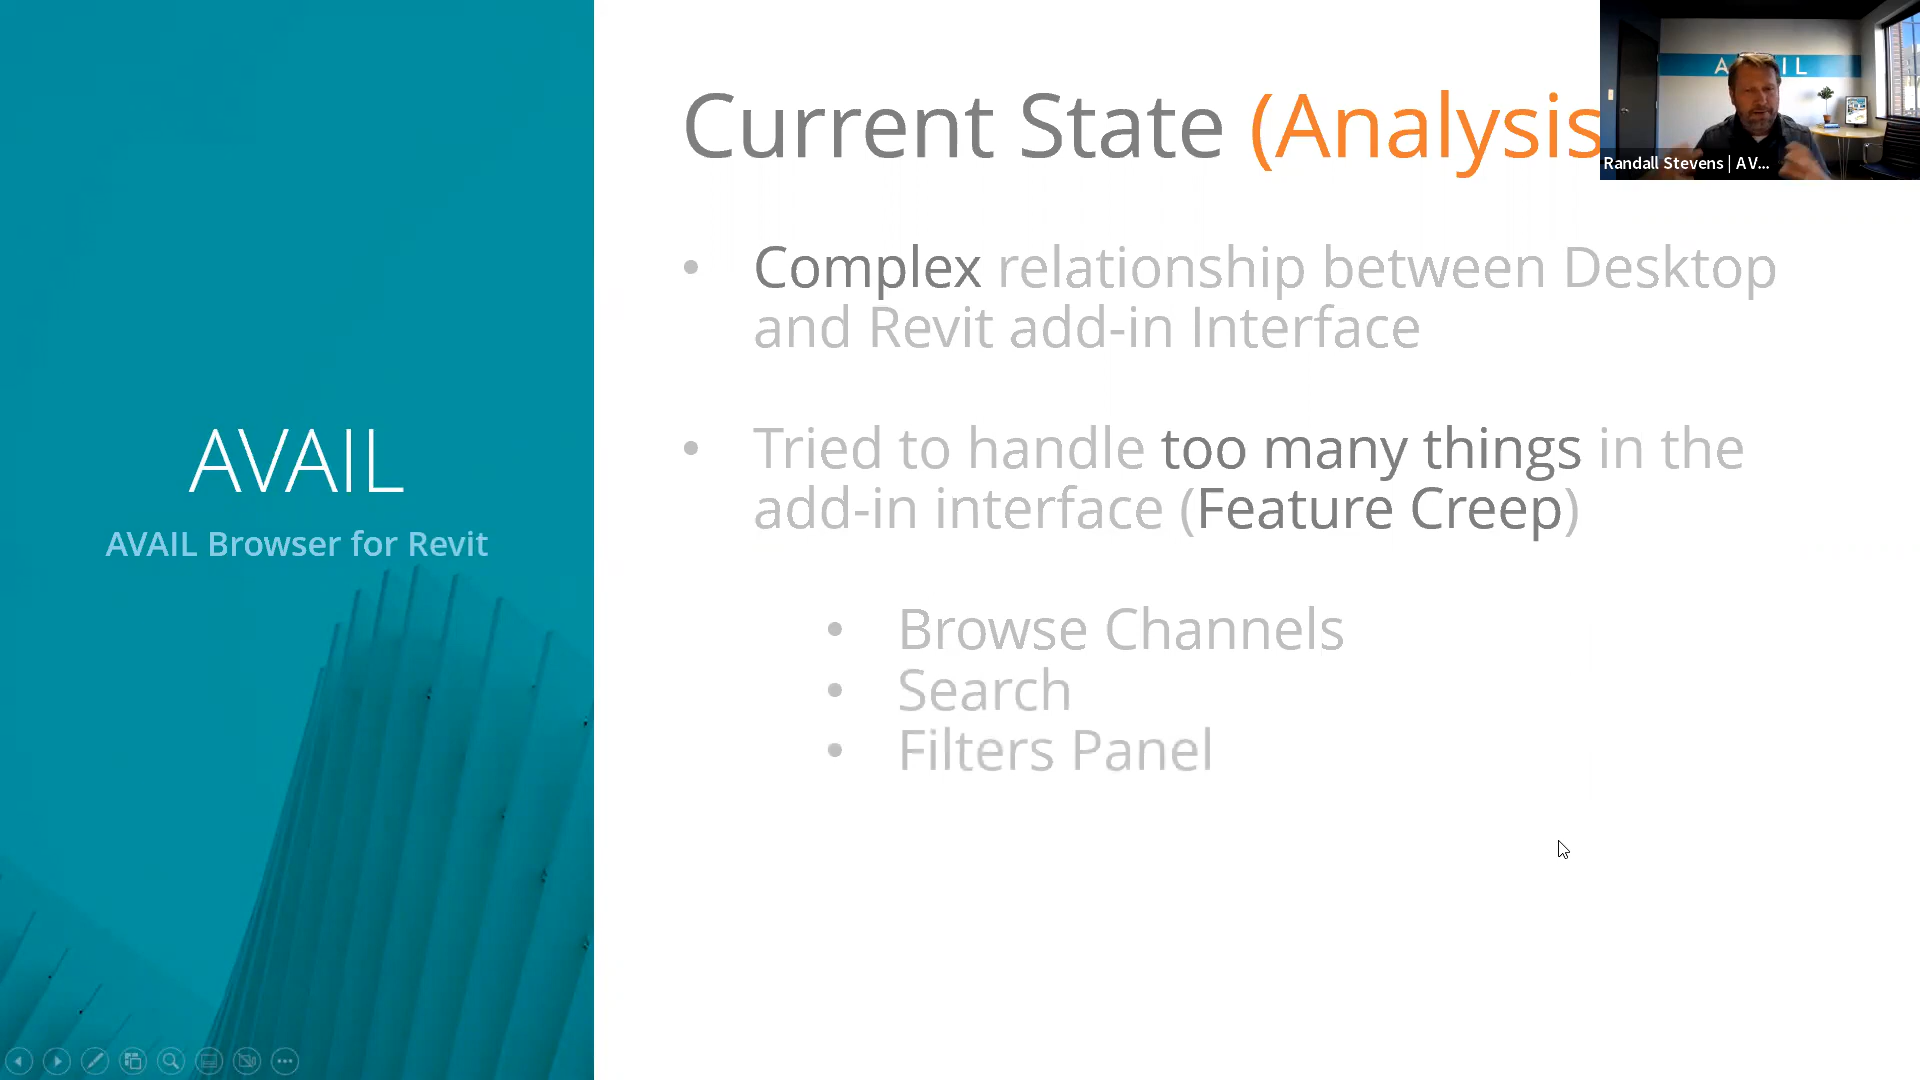 Current State (Analysis
Complex relationship between Desktop
and Revit add-in Interface
Tried to handle too many things in the
add-in interface (Feature Creep)
Browse Channels
Search
Filters Panel
AVAIL
AVAIL Browser for Revit
Randall Stevens | AV...